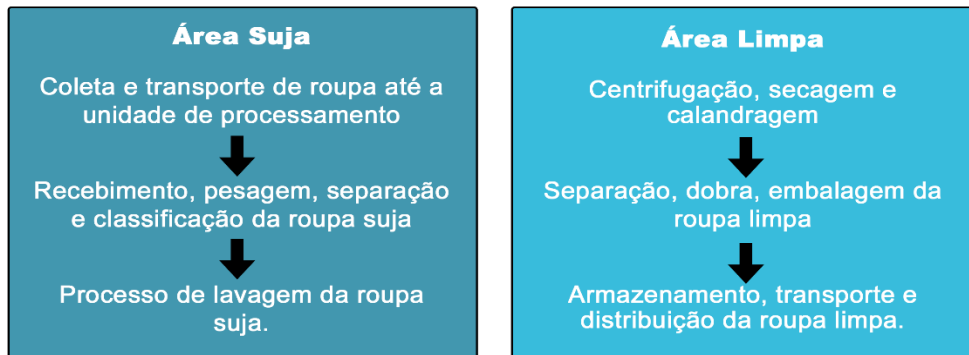 Área Suja
Coleta e transporte de roupa até a
unidade de processamento
Recebimento, pesagem, separação
e classificação da roupa suja
Processo de lavagem da roupa
suja.
Área Limpa
Centrifugação, secagem e
calandragem
Separação, dobra, embalagem da
roupa limpa
Armazenamento, transporte e
distribuição da roupa limpa.